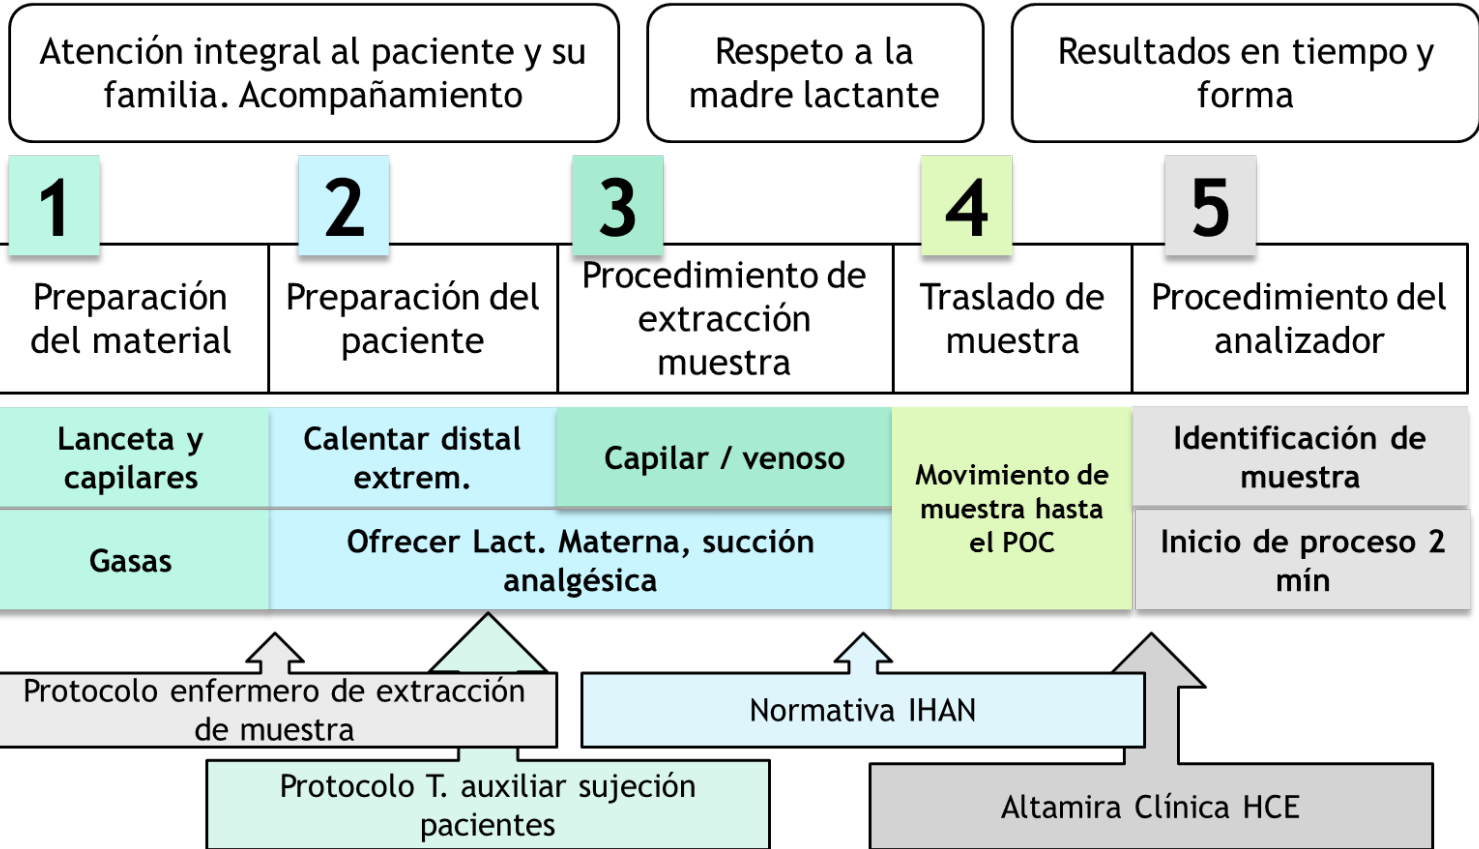 Atención integral al paciente y su
familia. Acompañamiento
Respeto a la
madre lactante
Resultados en tiempo y
forma
1
2
3
4
5
Preparación
del material
Preparación del
paciente
Procedimiento de
extracción
muestra
Traslado de
muestra
Procedimiento del
analizador
Lanceta y
capilares
Calentar distal
extrem.
Capilar / venoso
Movimiento de
muestra hasta
el POC
Identificación de
muestra
Gasas
Ofrecer Lact. Materna, succión
analgésica
Inicio de proceso 2
mín
Protocolo enfermero de extracción
de muestra
Normativa IHAN
Protocolo T. auxiliar sujeción
pacientes
Altamira Clínica HCE